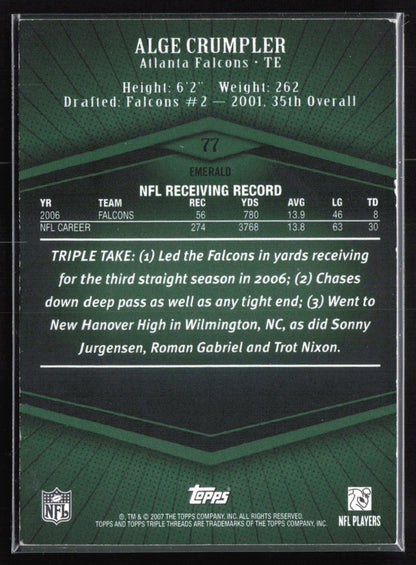 ALGE CRUMPLER
Atlanta Falcons • TE
Height: 6'2" Weight: 262
Drafted: Falcons #2 — 2001, 35th Overall
77
EMERALD
NFL RECEIVING RECORD
YR TEAM REC YDS AVG LG TD
2006 FALCONS 56 780 13.9 46 8
NFL CAREER 274 3768 13.8 63 30
TRIPLE TAKE: (1) Led the Falcons in yards receiving
for the third straight season in 2006; (2) Chases
down deep pass as well as any tight end; (3) Went to
New Hanover High in Wilmington, NC, as did Sonny
Jurgensen, Roman Gabriel and Trot Nixon.
NFL
Topps
NFL PLAYERS
®, TM & © 2007 THE TOPPS COMPANY, INC. ALL RIGHTS RESERVED.
TOPPS AND TOPPS TRIPLE THREADS ARE TRADEMARKS OF THE TOPPS COMPANY, INC.